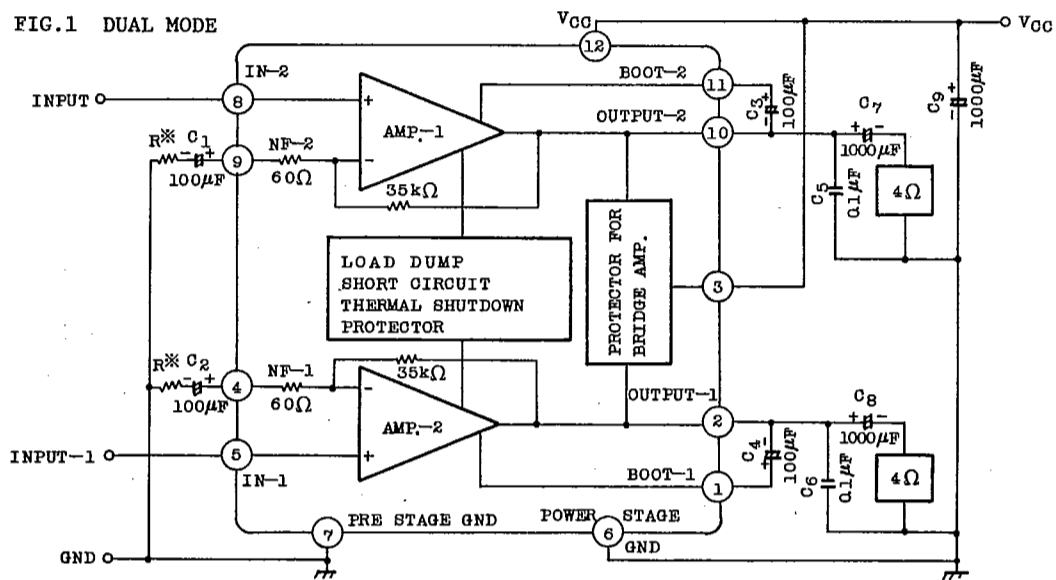 FIG.1 DUAL MODE
VCC
VCC
12
IN-2
BOOT-2
11
INPUT
8
+
AMP.-1
OUTPUT-2
10
C3
+
-
100μF
C7
+ -
1000μF
C9
+
-
1000μF
R※ C1
- +
100μF
9
NF-2
60Ω
-
35kΩ
C5
0.1μF
4Ω
LOAD DUMP
SHORT CIRCUIT
THERMAL SHUTDOWN
PROTECTOR
PROTECTOR FOR
BRIDGE AMP.
3
R※ C2
- +
100μF
4
NF-1
60Ω
35kΩ
-
AMP.-2
OUTPUT-1
2
C8
+ -
1000μF
INPUT-1
5
IN-1
+
BOOT-1
1
C4
-
+
100μF
C6
0.1μF
4Ω
7
PRE STAGE GND
POWER STAGE
6
GND
GND